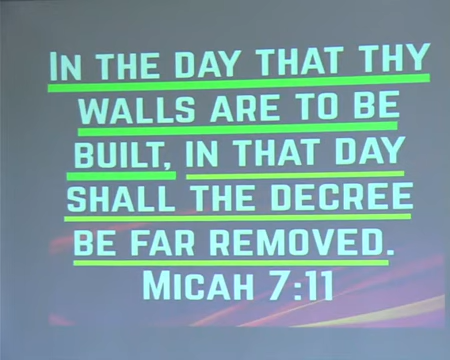 IN THE DAY THAT THY
WALLS ARE TO BE
BUILT, IN THAT DAY
SHALL THE DECREE
BE FAR REMOVED.
MICAH 7:11